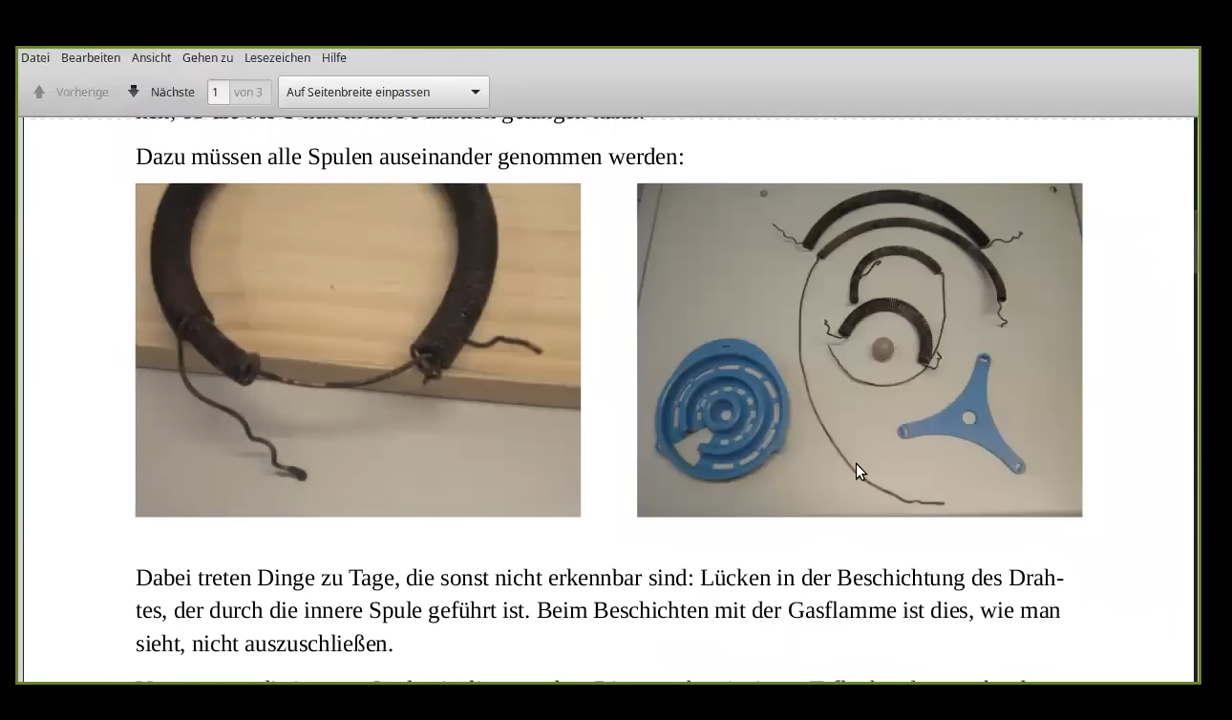 Datei Bearbeiten Ansicht Gehen zu Lesezeichen Hilfe
Vorherige Nächste 1 von 3 Auf Seitenbreite einpassen
Dazu müssen alle Spulen auseinander genommen werden:
Dabei treten Dinge zu Tage, die sonst nicht erkennbar sind: Lücken in der Beschichtung des Drah-
tes, der durch die innere Spule geführt ist. Beim Beschichten mit der Gasflamme ist dies, wie man
sieht, nicht auszuschließen.